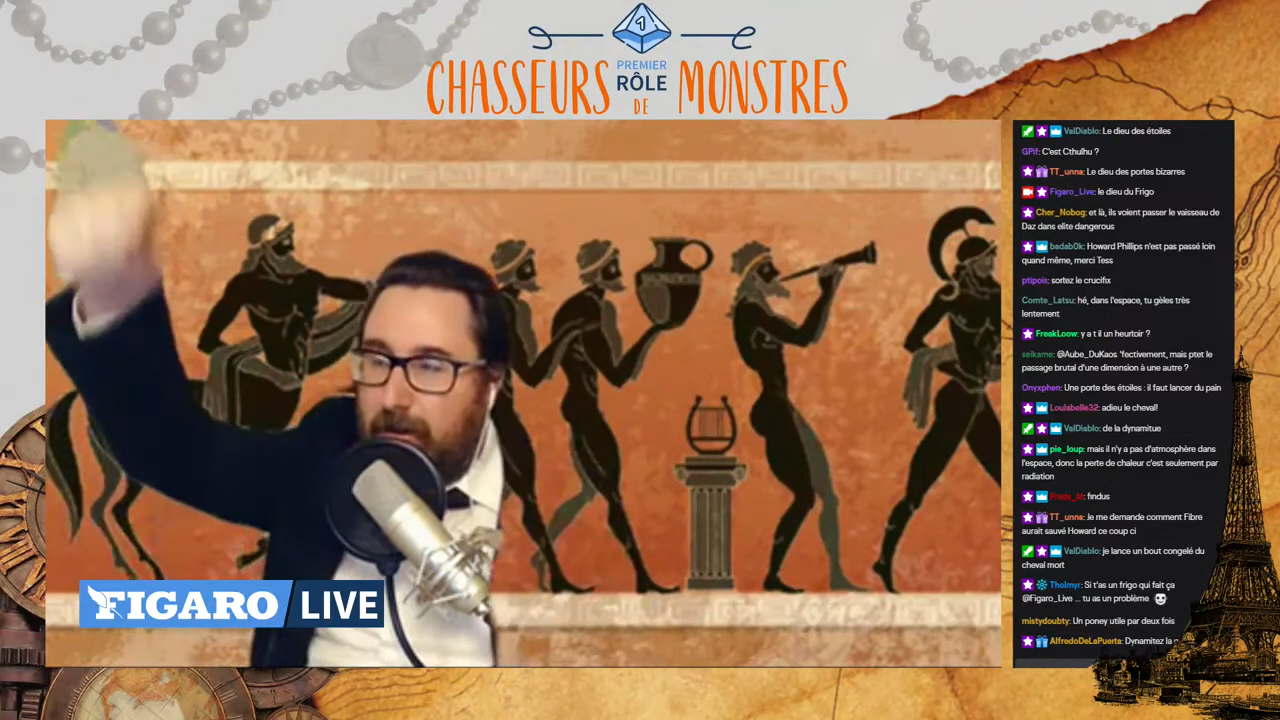 1
PREMIER
CHASSEURS RÔLE MONSTRES
DE
ValDiablo: Le dieu des étoiles
GPif: C'est Cthulhu ?
TT_unna: Le dieu des portes bizarres
Figaro_Live: le dieu du Frigo
Cher_Nobog: et là, ils voient passer le vaisseau de
Daz dans elite dangerous
badab0k: Howard Phillips n'est pas passé loin
quand même, merci Tess
ptipois: sortez le crucifix
Comte_Latsu: hé, dans l'espace, tu gèles très
lentement
FreakLoow: y a t il un heurtoir ?
seikame: @Aube_DuKaos 'fectivement, mais ptet le
passage brutal d'une dimension à une autre ?
Onyxphen: Une porte des étoiles : il faut lancer du pain
Loulabelle32: adieu le cheval!
ValDiablo: de la dynamitue
pie_loup: mais il n'y a pas d'atmosphère dans
l'espace, donc la perte de chaleur c'est seulement par
radiation
findus
TT_unna: Je me demande comment Fibre
aurait sauvé Howard ce coup ci
ValDiablo: je lance un bout congelé du
cheval mort
Tholmyr: Si t'as un frigo qui fait ça
@Figaro_Live ... tu as un problème
mistydoubty: Un poney utile par deux fois
AlfredoDeLaPuerta: Dynamitez la
FIGARO LIVE